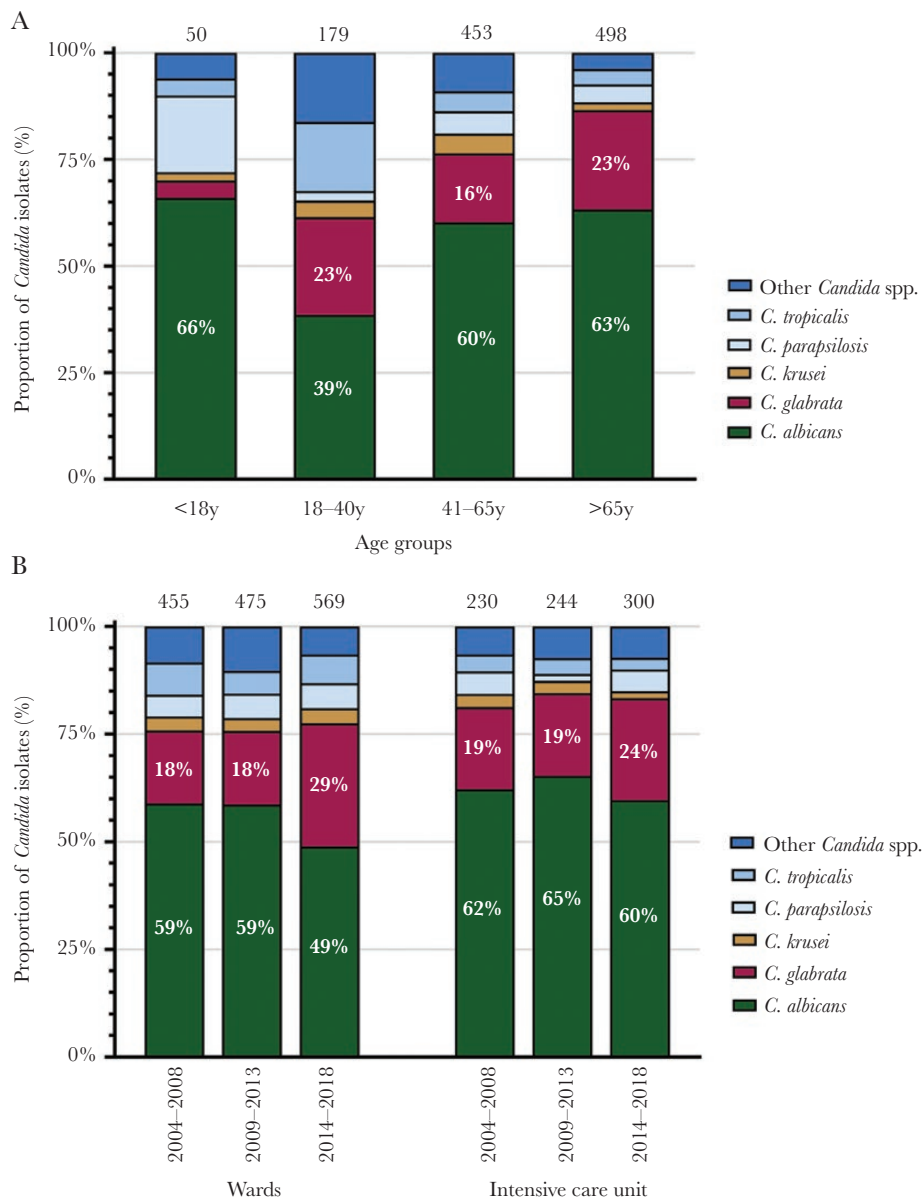 A
50 179 453 498
100%
75%
50%
25%
0%
Proportion of Candida isolates (%)
66%
39%
23%
60%
16%
63%
23%
<18y 18–40y 41–65y >65y
Age groups
Other Candida spp.
C. tropicalis
C. parapsilosis
C. krusei
C. glabrata
C. albicans
B
455 475 569 230 244 300
100%
75%
50%
25%
0%
Proportion of Candida isolates (%)
18% 18% 29% 19% 19% 24%
59% 59% 49% 62% 65% 60%
2004–2008 2009–2013 2014–2018 2004–2008 2009–2013 2014–2018
Wards Intensive care unit
Other Candida spp.
C. tropicalis
C. parapsilosis
C. krusei
C. glabrata
C. albicans